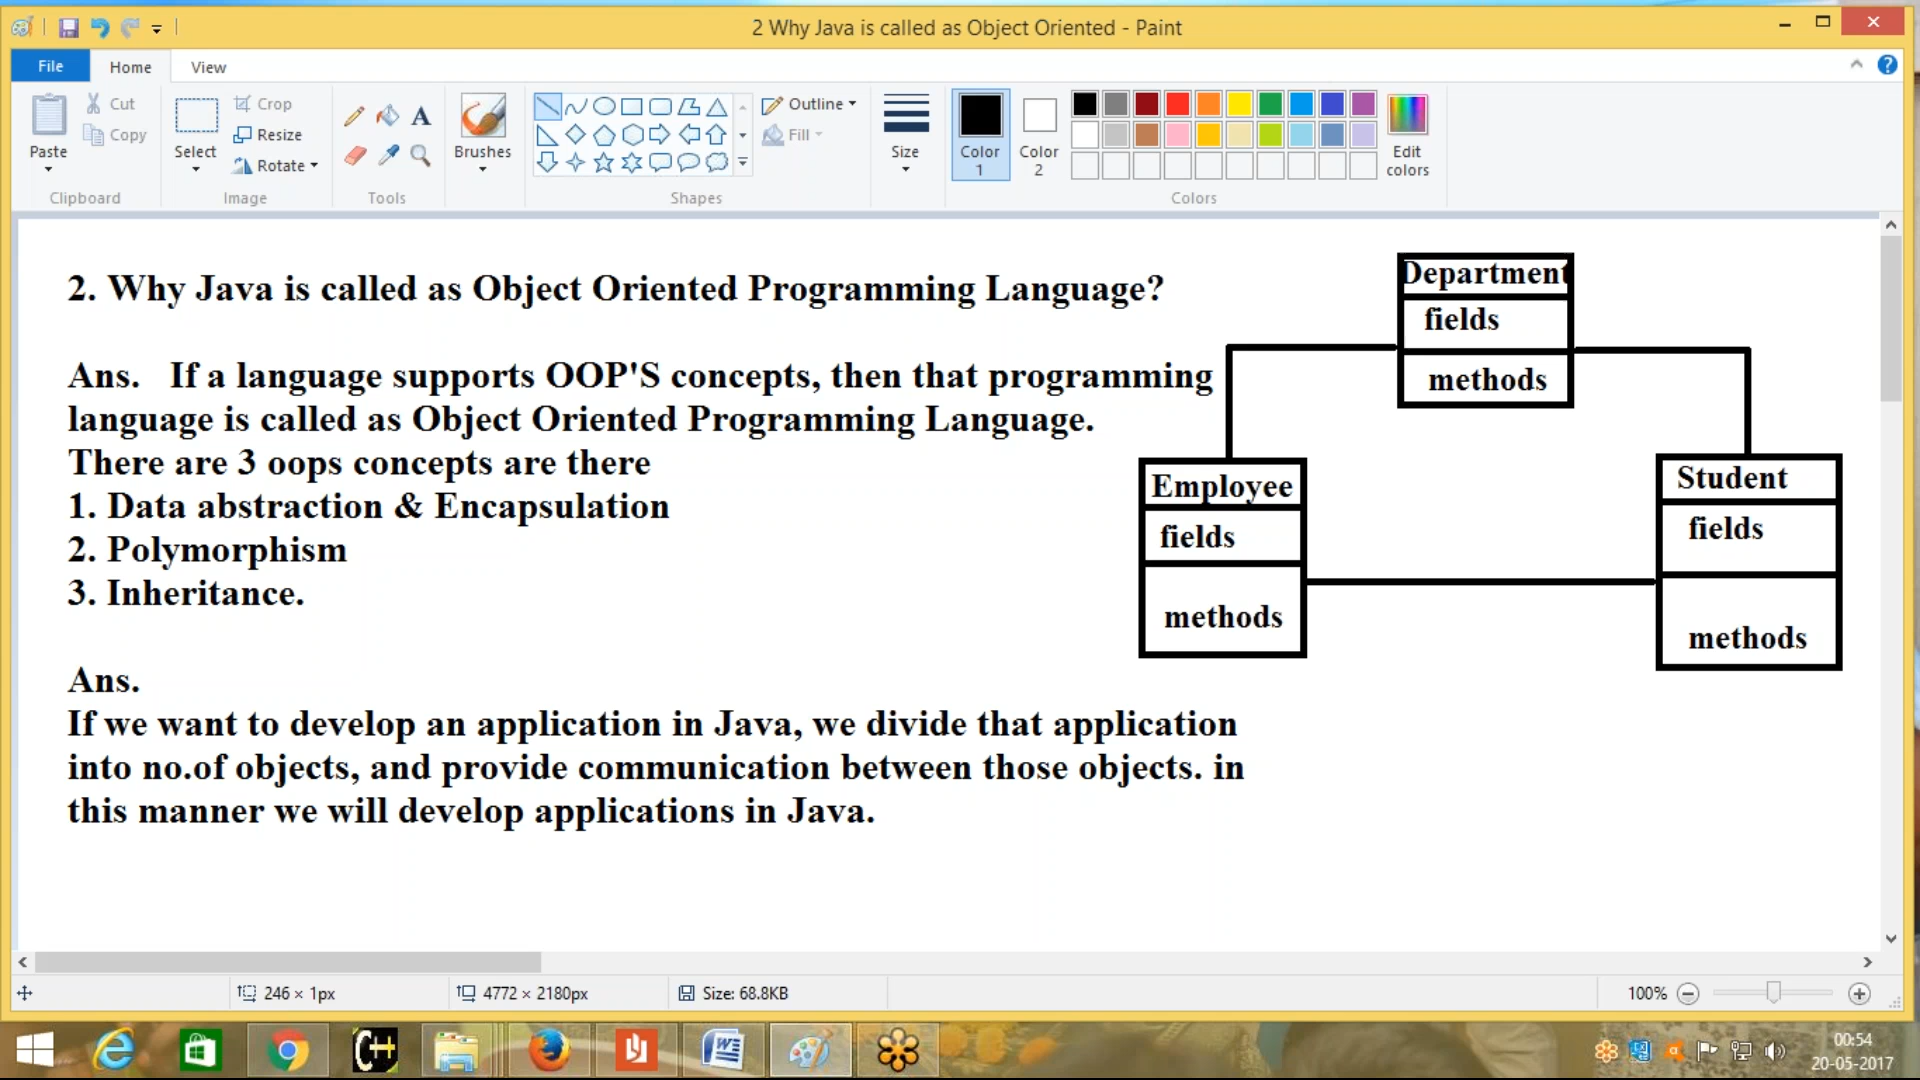 2 Why Java is called as Object Oriented - Paint
File
Home
View
Paste
Cut
Copy
Clipboard
Select
Crop
Resize
Rotate
Image
A
Tools
Brushes
Outline
Fill
Shapes
Size
Color
1
Color
2
Edit
colors
Colors
2. Why Java is called as Object Oriented Programming Language?
Ans. If a language supports OOP'S concepts, then that programming
language is called as Object Oriented Programming Language.
There are 3 oops concepts are there
1. Data abstraction & Encapsulation
2. Polymorphism
3. Inheritance.
Ans.
If we want to develop an application in Java, we divide that application
into no.of objects, and provide communication between those objects. in
this manner we will develop applications in Java.
Department
fields
methods
Employee
fields
methods
Student
fields
methods
246 × 1px
4772 × 2180px
Size: 68.8KB
100%
C++
00:54
20-05-2017